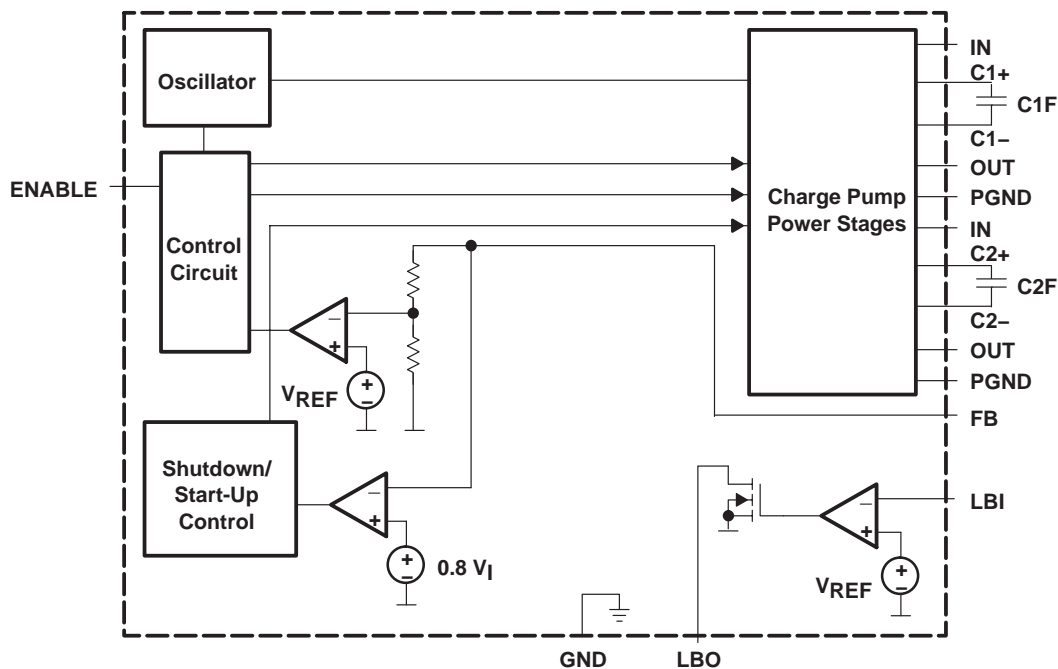 Oscillator
IN
C1+
C1F
C1–
OUT
PGND
ENABLE
Control
Circuit
Charge Pump
Power Stages
IN
C2+
C2F
C2–
OUT
PGND
FB
–
+
+
–
VREF
Shutdown/
Start-Up
Control
–
+
+
–
0.8 VI
LBI
–
+
+
–
VREF
GND
LBO